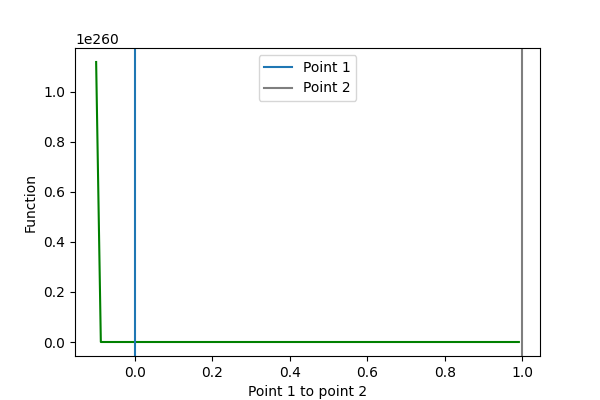 1e260
Point 1
Point 2
1.0
0.8
0.6
0.4
0.2
0.0
Function
0.0 0.2 0.4 0.6 0.8 1.0
Point 1 to point 2